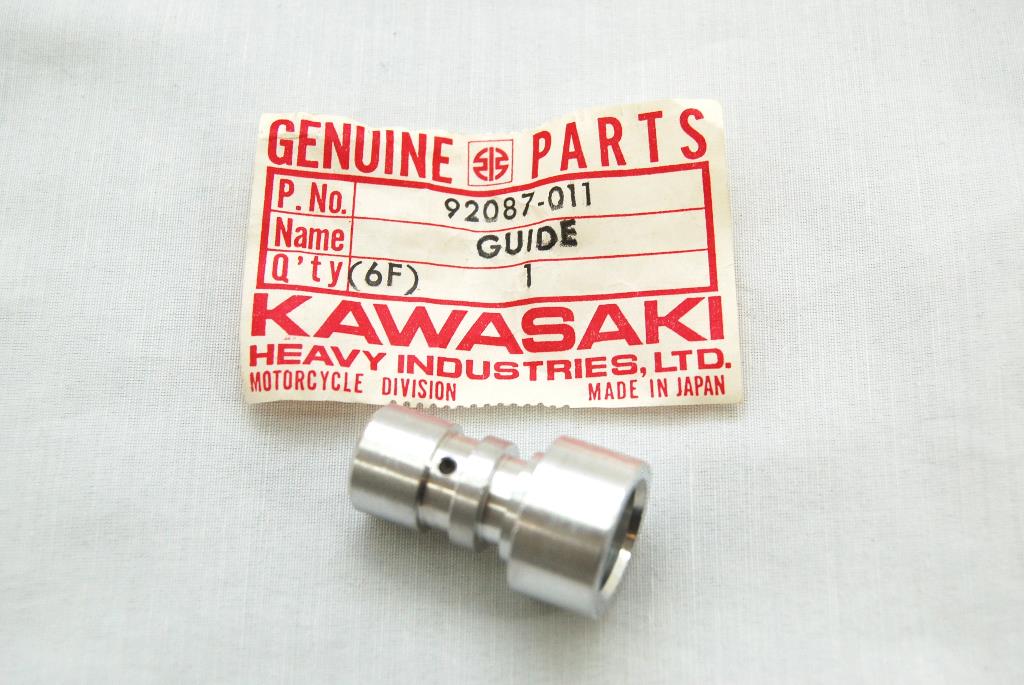 GENUINE PARTS
P. No. 92087-011
Name GUIDE
Q'ty (6F) 1
KAWASAKI
HEAVY INDUSTRIES, LTD.
MOTORCYCLE DIVISION MADE IN JAPAN